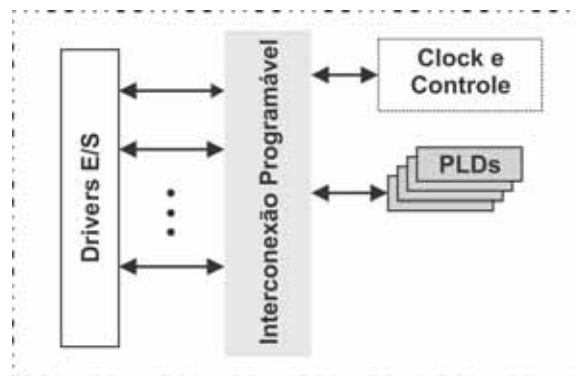 Drivers E/S
Interconexão Programável
Clock e
Controle
PLDs